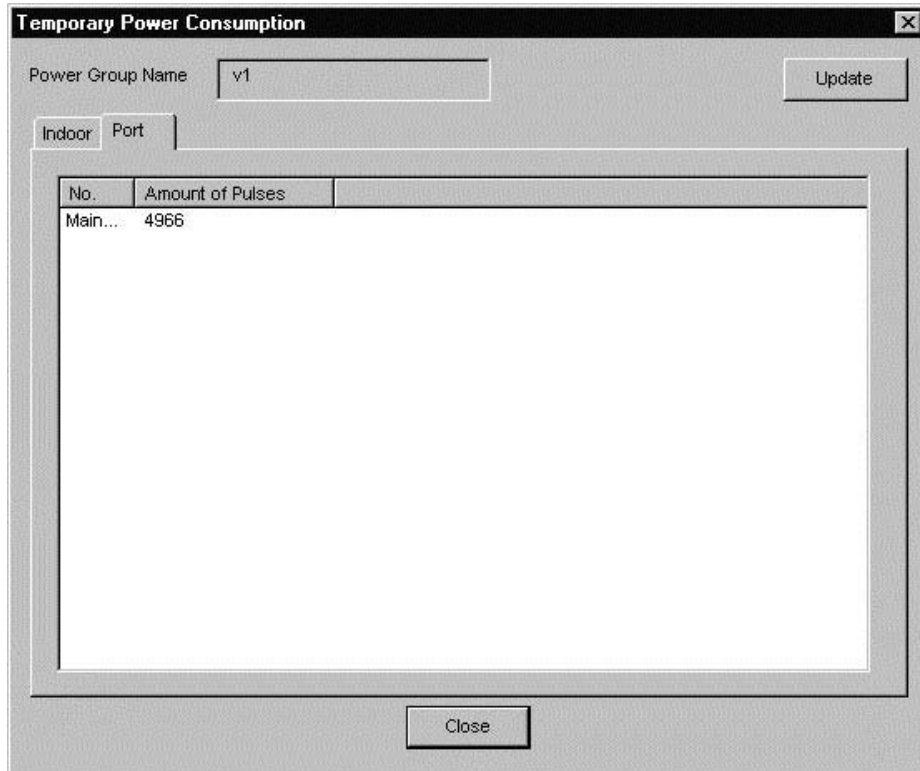 Temporary Power Consumption
Power Group Name v1 Update
Indoor Port
No. Amount of Pulses
Main... 4966
Close